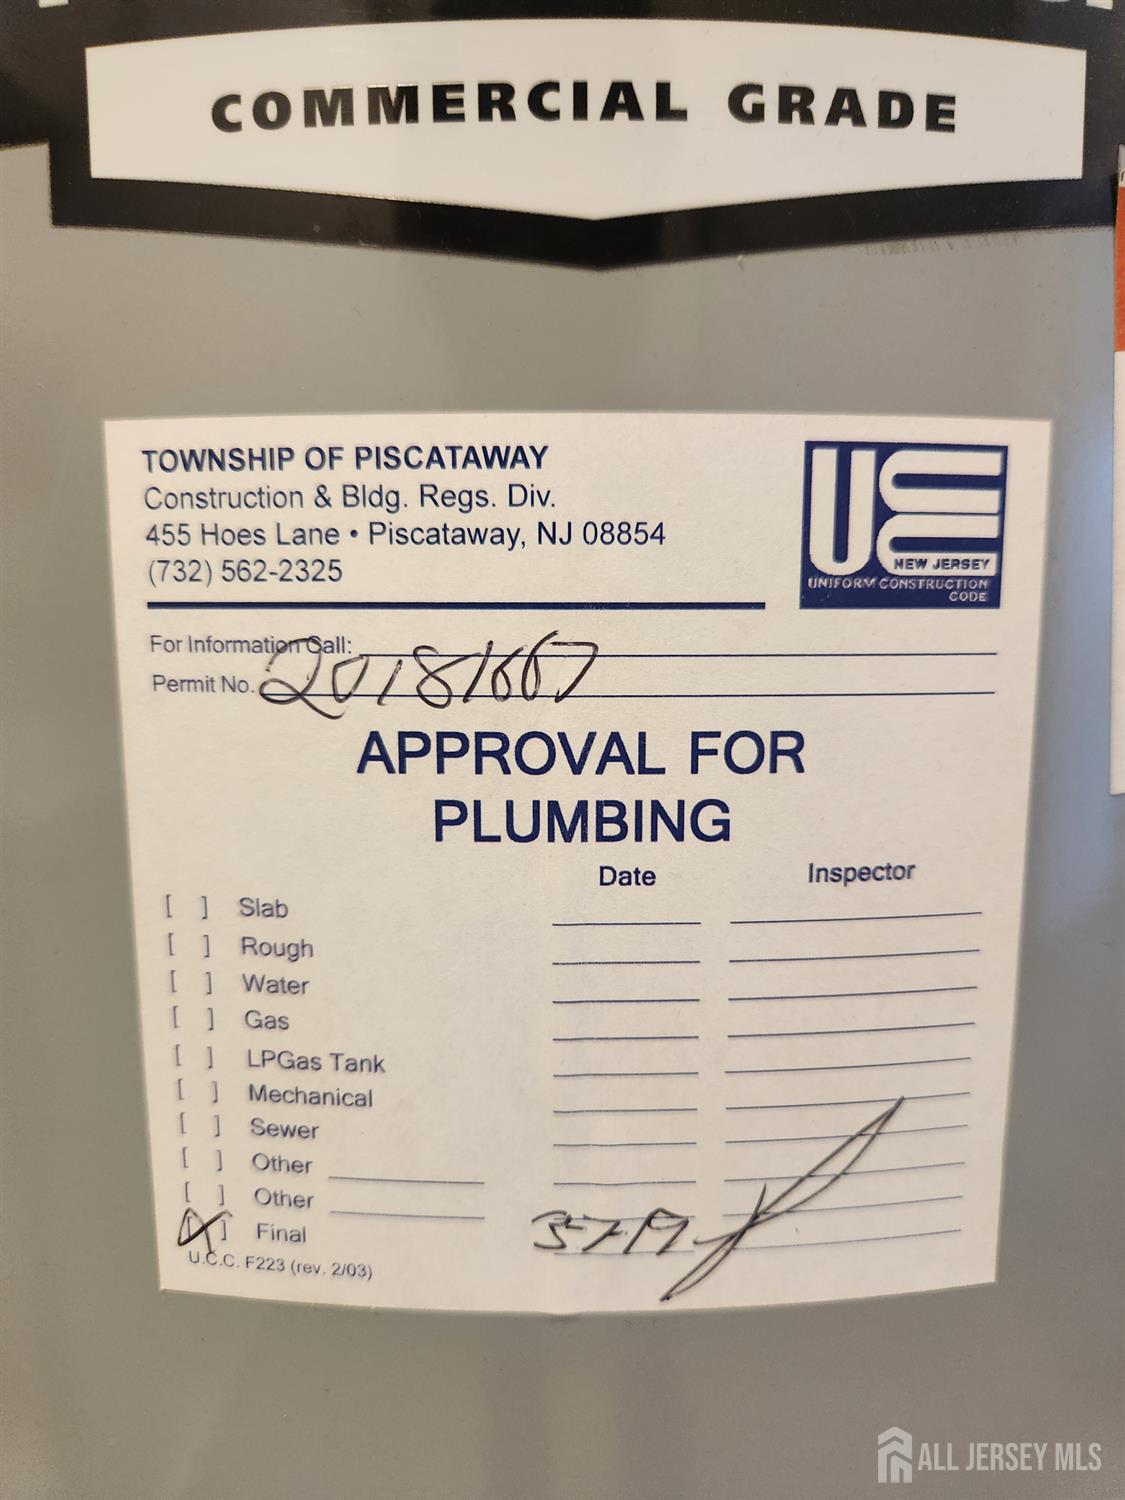 COMMERCIAL GRADE
TOWNSHIP OF PISCATAWAY
Construction & Bldg. Regs. Div.
455 Hoes Lane • Piscataway, NJ 08854
(732) 562-2325
NEW JERSEY
UNIFORM CONSTRUCTION
CODE
For Information Call:
Permit No. 20181667
APPROVAL FOR
PLUMBING
Date Inspector
[ ] Slab
[ ] Rough
[ ] Water
[ ] Gas
[ ] LPGas Tank
[ ] Mechanical
[ ] Sewer
[ ] Other
[ ] Other
[X] Final
U.C.C. F223 (rev. 2/03)
ALL JERSEY MLS